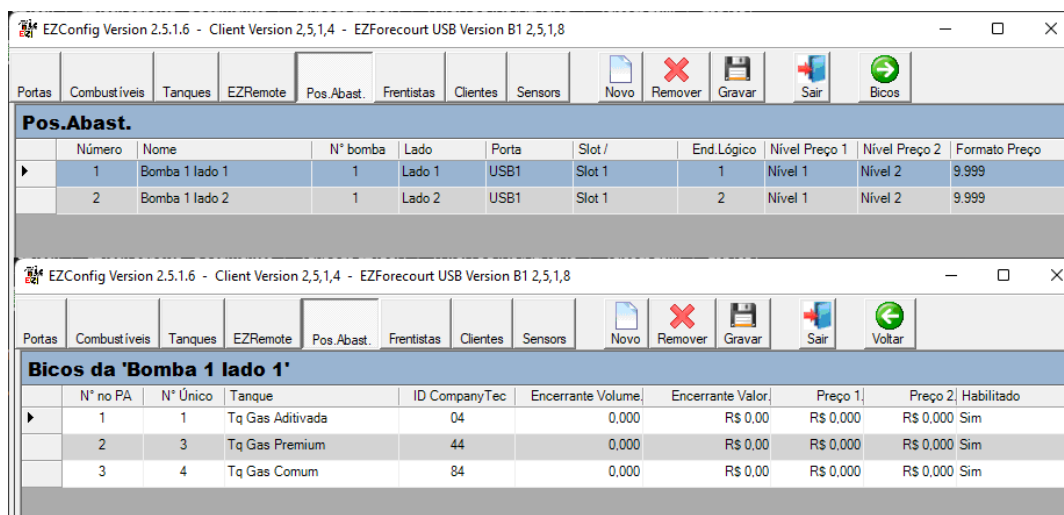 EZConfig Version 2.5.1.6 - Client Version 2,5,1,4 - EZForecourt USB Version B1 2,5,1,8
Portas Combustíveis Tanques EZRemote Pos.Abast. Frentistas Clientes Sensors Novo Remover Gravar Sair Bicos
Pos.Abast.
Número Nome N° bomba Lado Porta Slot / End.Lógico Nível Preço 1 Nível Preço 2 Formato Preço
1 Bomba 1 lado 1 1 Lado 1 USB1 Slot 1 1 Nível 1 Nível 2 9.999
2 Bomba 1 lado 2 1 Lado 2 USB1 Slot 1 2 Nível 1 Nível 2 9.999
EZConfig Version 2.5.1.6 - Client Version 2,5,1,4 - EZForecourt USB Version B1 2,5,1,8
Portas Combustíveis Tanques EZRemote Pos.Abast. Frentistas Clientes Sensors Novo Remover Gravar Sair Voltar
Bicos da 'Bomba 1 lado 1'
N° no PA N° Único Tanque ID CompanyTec Encerrante Volume. Encerrante Valor. Preço 1. Preço 2. Habilitado
1 1 Tq Gas Aditivada 04 0,000 R$ 0,00 R$ 0,000 R$ 0,000 Sim
2 3 Tq Gas Premium 44 0,000 R$ 0,00 R$ 0,000 R$ 0,000 Sim
3 4 Tq Gas Comum 84 0,000 R$ 0,00 R$ 0,000 R$ 0,000 Sim